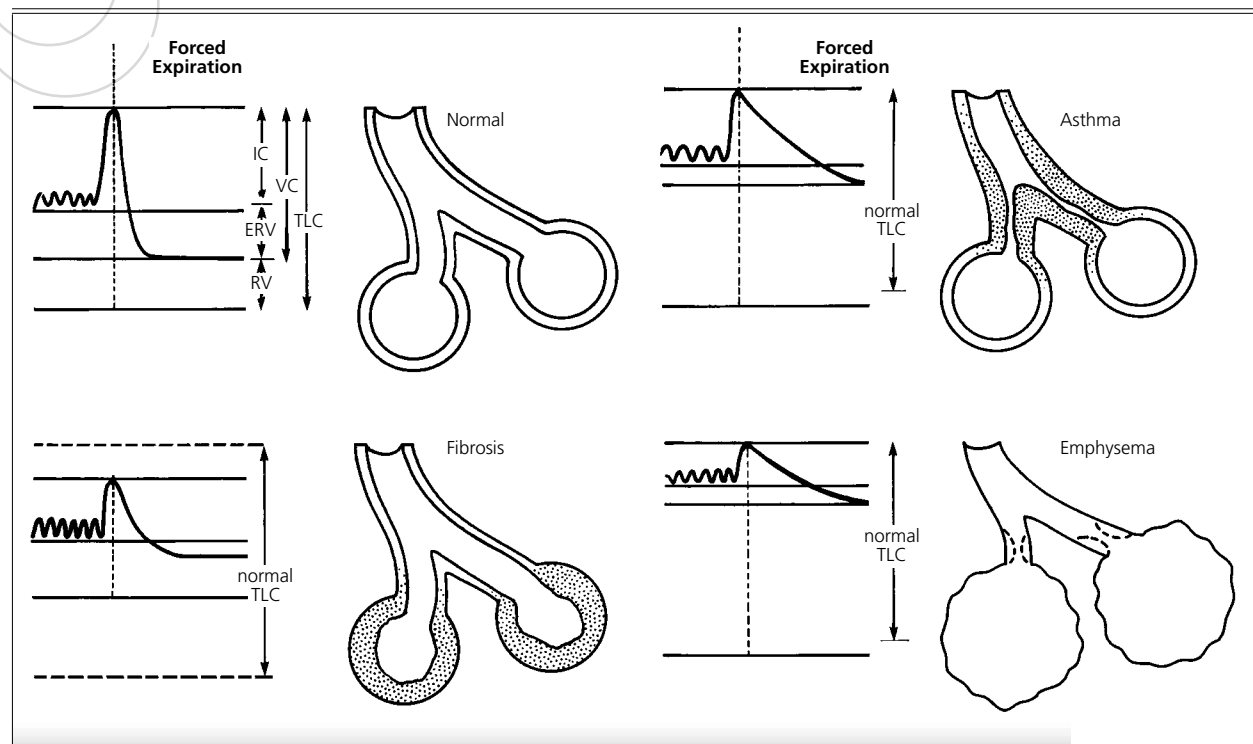 Forced
Expiration
IC
VC
TLC
ERV
RV
Normal
Forced
Expiration
normal
TLC
Asthma
normal
TLC
Fibrosis
normal
TLC
Emphysema